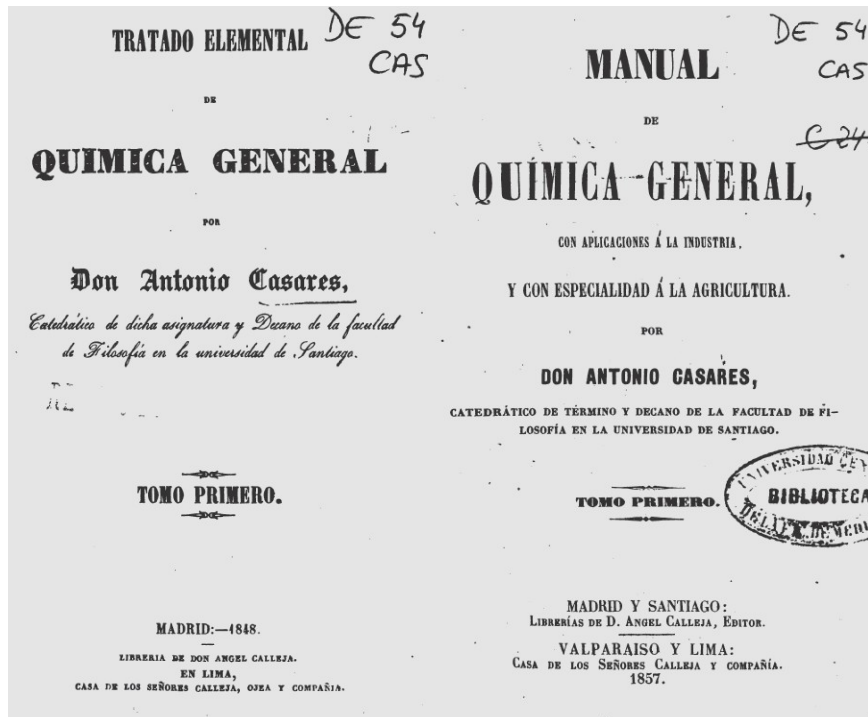 TRATADO ELEMENTAL
DE
QUIMICA GENERAL
POR
Don Antonio Casares,
Catedrático de dicha asignatura y Decano de la facultad
de Filosofía en la universidad de Santiago.
TOMO PRIMERO.
MADRID:—1848.
LIBRERIA DE DON ANGEL CALLEJA.
EN LIMA,
CASA DE LOS SEÑORES CALLEJA, OJEA Y COMPAÑIA.
DE 54
CAS
MANUAL
DE
QUÍMICA GENERAL,
CON APLICACIONES Á LA INDUSTRIA,
Y CON ESPECIALIDAD Á LA AGRICULTURA.
POR
DON ANTONIO CASARES,
CATEDRÁTICO DE TÉRMINO Y DECANO DE LA FACULTAD DE FI-
LOSOFÍA EN LA UNIVERSIDAD DE SANTIAGO.
TOMO PRIMERO.
MADRID Y SANTIAGO:
LIBRERÍAS DE D. ANGEL CALLEJA, EDITOR.
VALPARAISO Y LIMA:
CASA DE LOS SEÑORES CALLEJA Y COMPAÑÍA.
1857.
DE 54
CAS
C 24
BIBLIOTECA